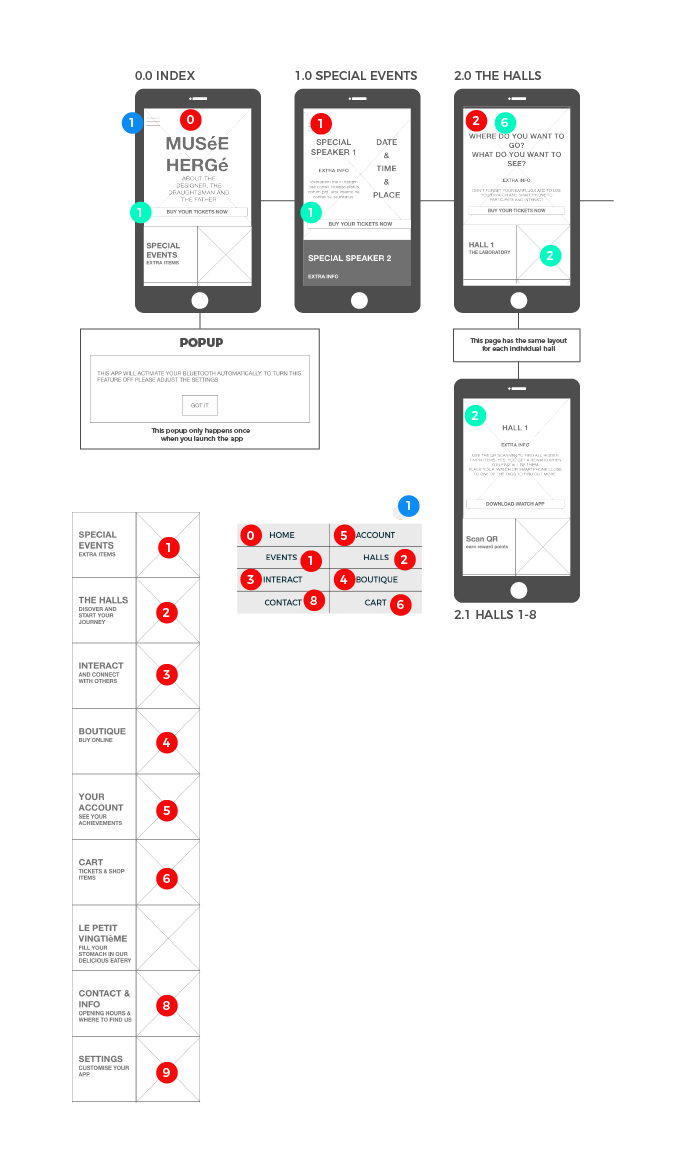 0.0 INDEX
1
0
MUSéE
HERGé
ABOUT THE
DESIGNER, THE
DRAUGHTSMAN AND
THE FATHER
1
BUY YOUR TICKETS NOW
SPECIAL
EVENTS
EXTRA ITEMS
1.0 SPECIAL EVENTS
1
SPECIAL
SPEAKER 1
EXTRA INFO
DATE
&
TIME
&
PLACE
1
BUY YOUR TICKETS NOW
SPECIAL SPEAKER 2
EXTRA INFO
2.0 THE HALLS
2
6
WHERE DO YOU WANT TO
GO?
WHAT DO YOU WANT TO
SEE?
EXTRA INFO
BUY YOUR TICKETS NOW
HALL 1
THE LABORATORY
2
POPUP
THIS APP WILL ACTIVIATE YOUR BLUETOOTH AUTOMATICALLY. TO TURN THIS
FEATURE OFF PLEASE ADJUST THE SETTINGS
GOT IT
This popup only happens once
when you launch the app
This page has the same layout
for each individual hall
2
HALL 1
EXTRA INFO
DOWNLOAD iMATCH APP
Scan QR
earn reward points
2.1 HALLS 1-8
1
0 HOME
5 ACCOUNT
EVENTS 1
HALLS 2
3 INTERACT
4 BOUTIQUE
CONTACT 8
CART 6
SPECIAL
EVENTS
EXTRA ITEMS
1
THE HALLS
DISOVER AND
START YOUR
JOURNEY
2
INTERACT
AND CONNECT
WITH OTHERS
3
BOUTIQUE
BUY ONLINE
4
YOUR
ACCOUNT
SEE YOUR
ACHIEVEMENTS
5
CART
TICKETS & SHOP
ITEMS
6
LE PETIT
VINGTIèME
FILL YOUR
STOMACH IN OUR
DELICIOUS EATERY
CONTACT &
INFO
OPENING HOURS &
WHERE TO FIND US
8
SETTINGS
CUSTOMISE YOUR
APP
9